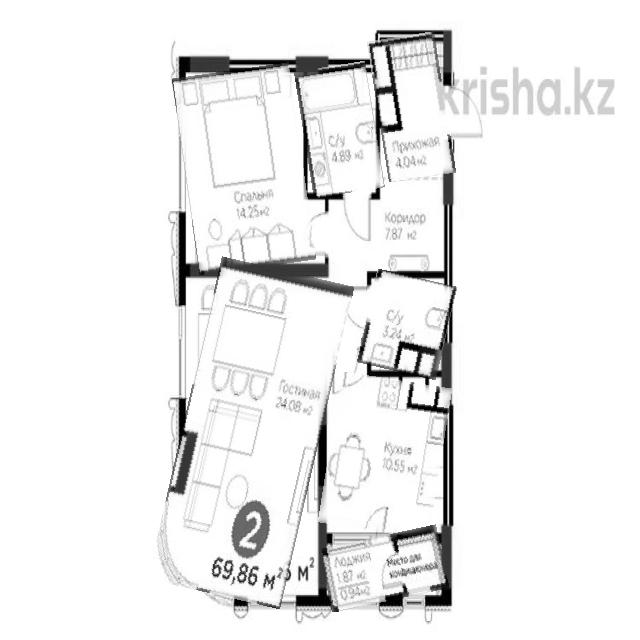 krisha.kz
С/у
4.89 м2
Прихожая
4.04 м2
Спальня
14.25 м2
Коридор
7.87 м2
С/у
3.24 м2
Гостиная
24.08 м2
Кухня
10.55 м2
2
69,86 м²
м²
Лоджия
1.87 м2
0.94 м2
Место для
кондиционера